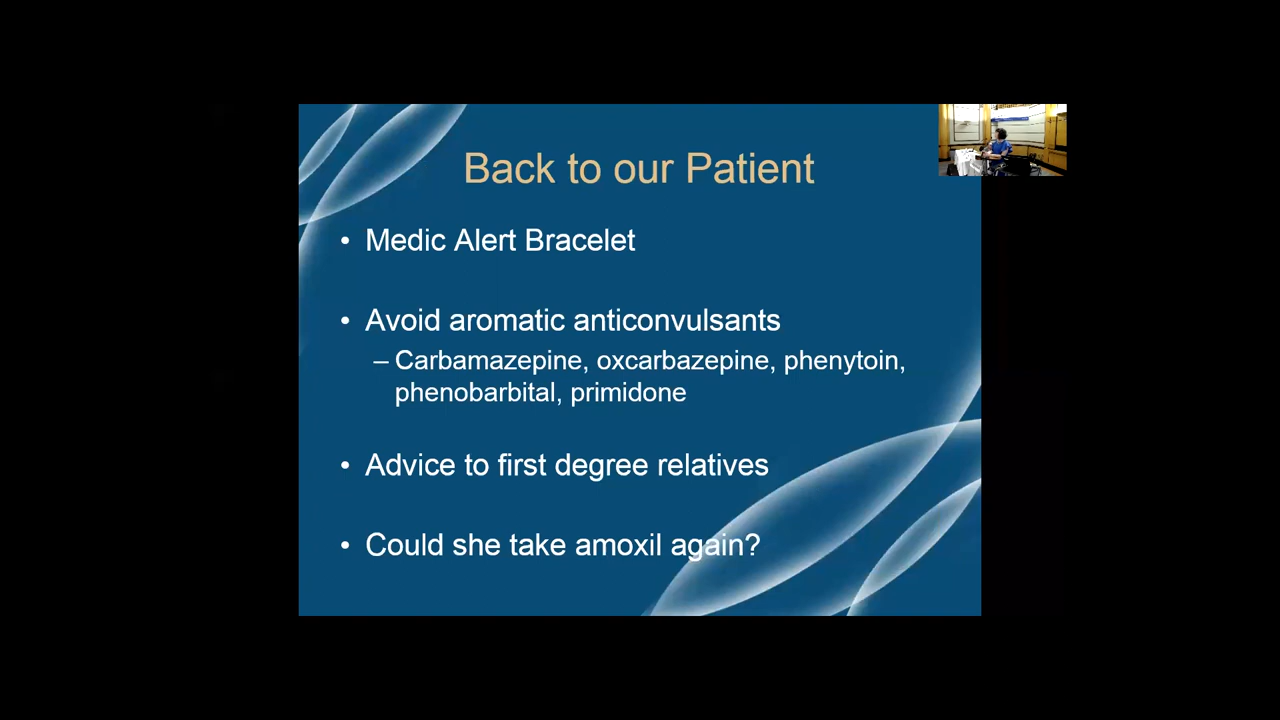 Back to our Patient
• Medic Alert Bracelet
• Avoid aromatic anticonvulsants
– Carbamazepine, oxcarbazepine, phenytoin,
phenobarbital, primidone
• Advice to first degree relatives
• Could she take amoxil again?